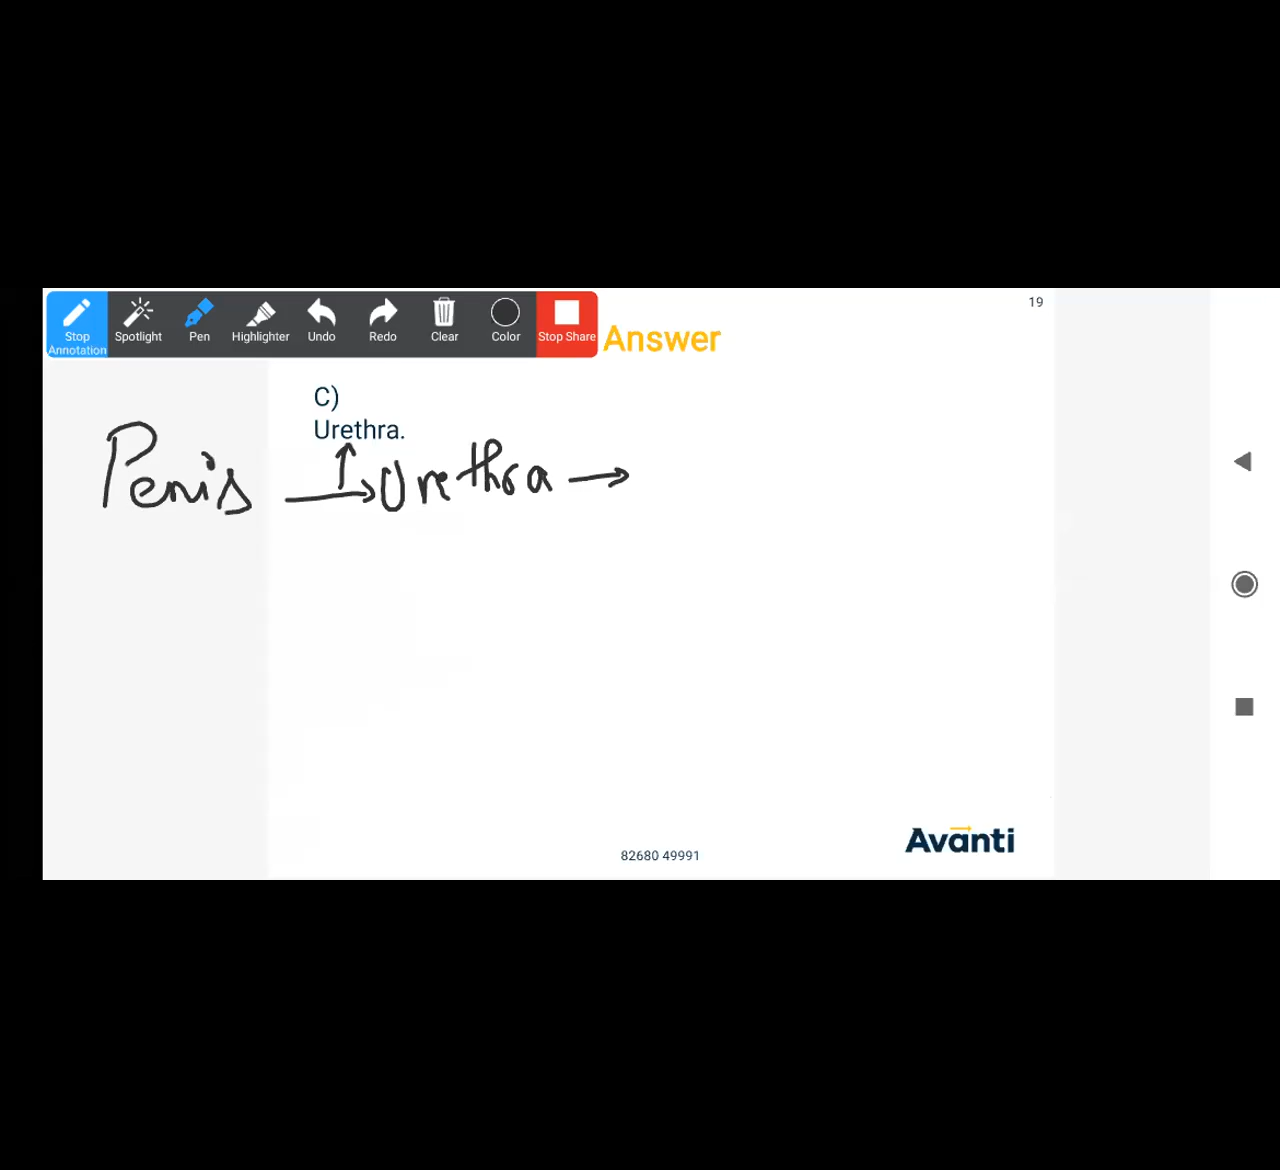 19
Stop Annotation Spotlight Pen Highlighter Undo Redo Clear Color Stop Share
Answer
C)
Urethra.
Penis → Urethra →
Avanti
82680 49991